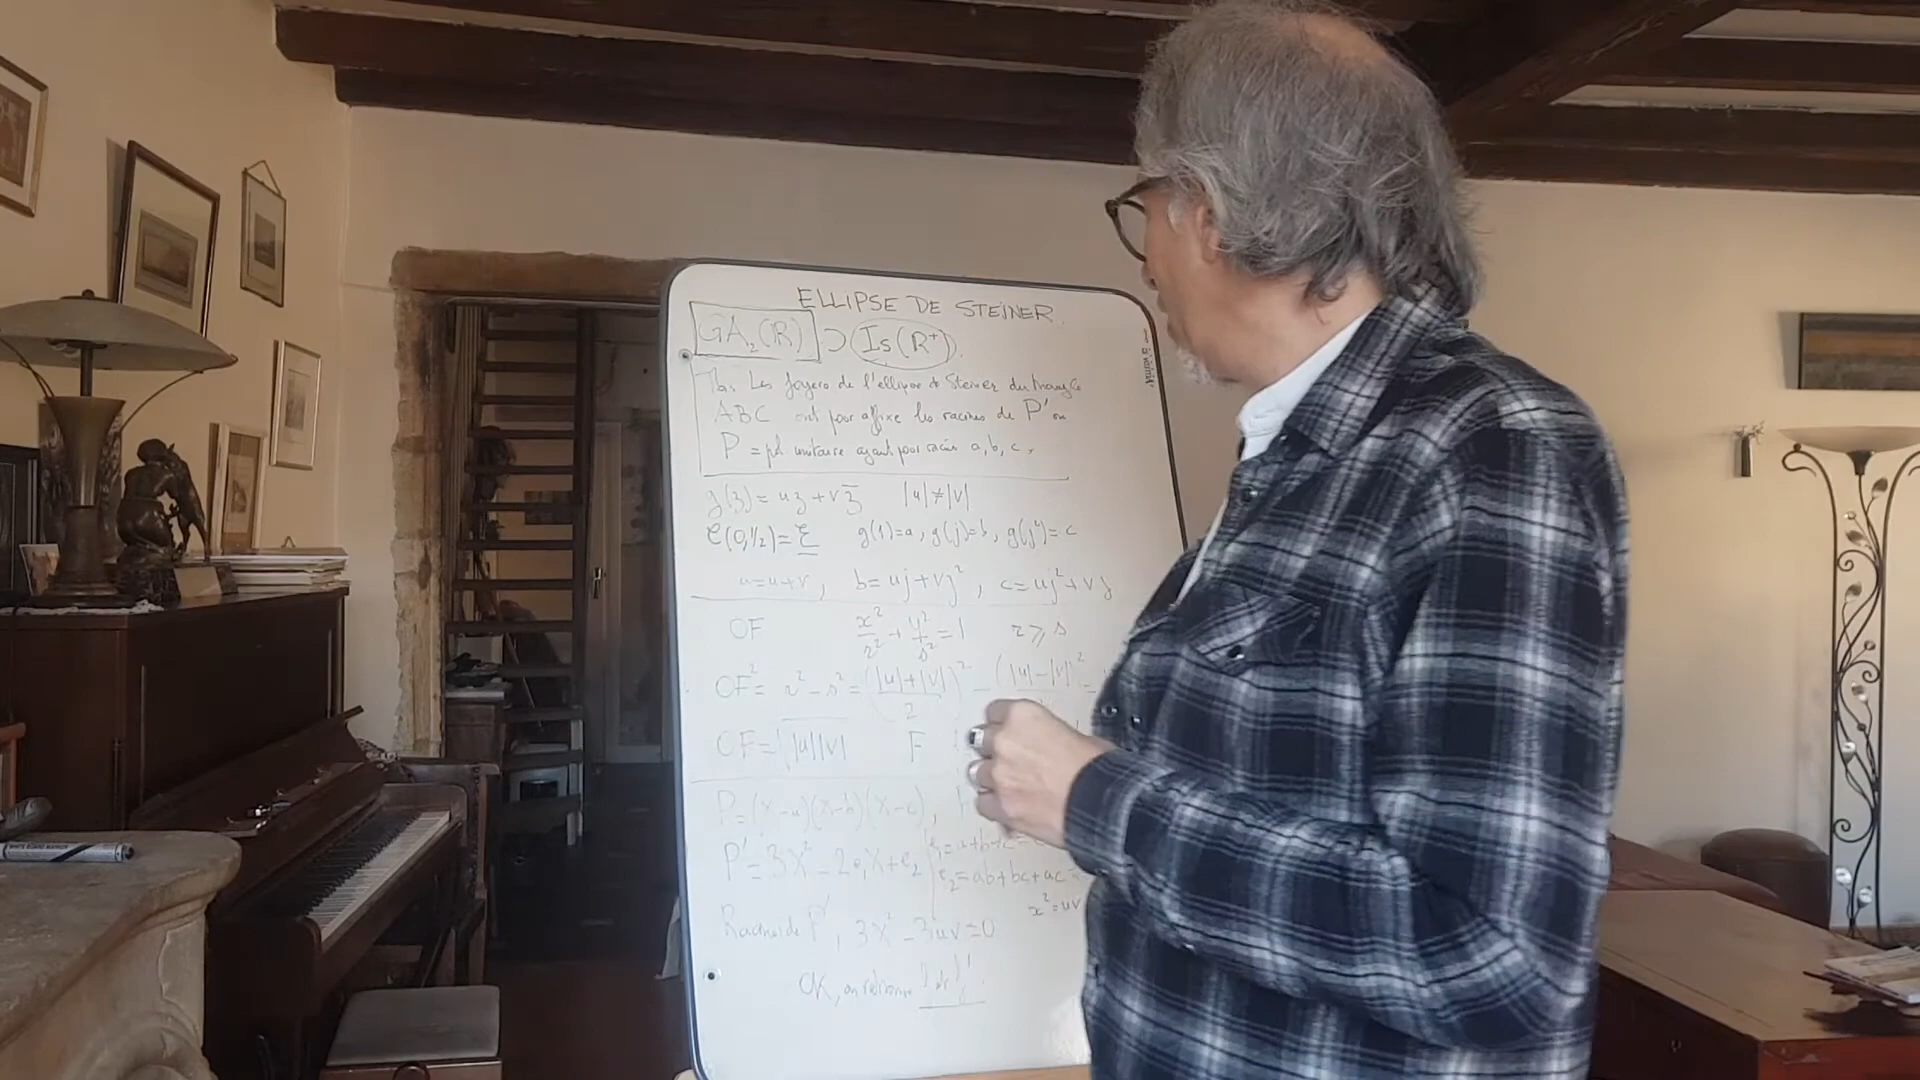 ELLIPSE DE STEINER.
GA₂(ℝ) ⊃ Is(R⁺).
Th. Les foyers de l'ellipse de Steiner du triangle
ABC ont pour affixe les racines de P' où
P = pol unitaire ayant pour racines a, b, c.
g(z) = uz + vz̄ |u| ≠ |v|
C(0,1/2) = E g(1)=a, g(j)=b, g(j²)=c
a=u+v, b=uj+vj², c=uj²+vj
OF x²/r² + y²/s² = 1 r ≥ s
OF² = r² - s² = ((|u|+|v|)/2)² - (|u|-|v|)²
OF = √|u||v| F
P = (X-a)(X-b)(X-c),
P' = 3X² - 2e₁X + e₂ e₁ = a+b+c =
e₂ = ab+bc+ac
x² = uv
Racines de P', 3X² - 3uv = 0
OK, on retrouve